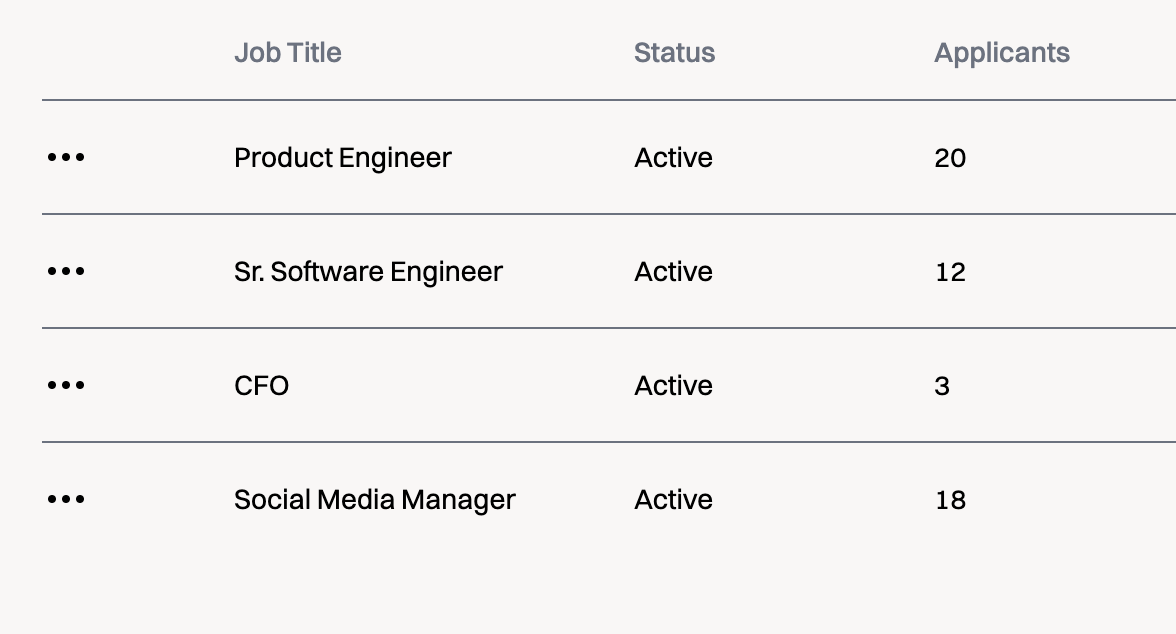 Job Title Status Applicants
Product Engineer Active 20
Sr. Software Engineer Active 12
CFO Active 3
Social Media Manager Active 18